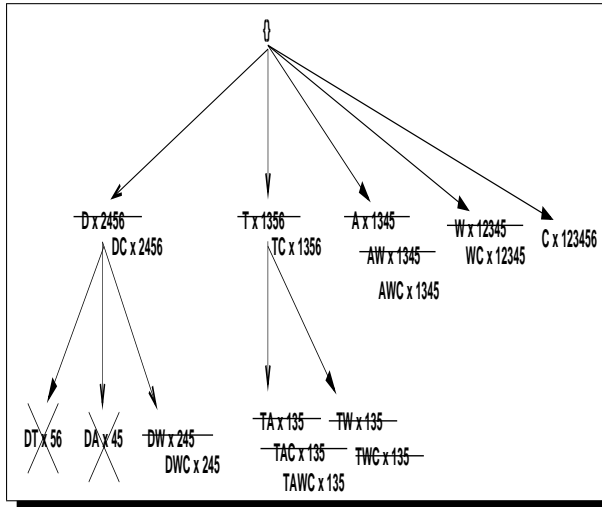 {}
D x 2456
DC x 2456
T x 1356
TC x 1356
A x 1345
AW x 1345
AWC x 1345
W x 12345
WC x 12345
C x 123456
DT x 56
DA x 45
DW x 245
DWC x 245
TA x 135
TAC x 135
TAWC x 135
TW x 135
TWC x 135